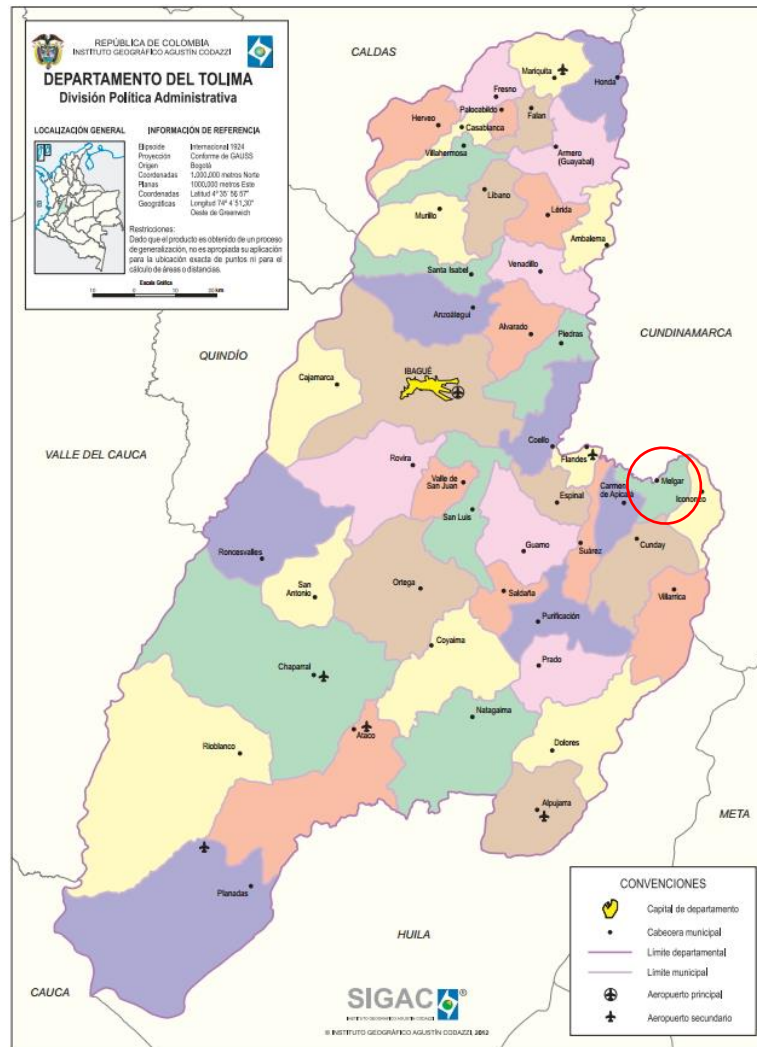 REPÚBLICA DE COLOMBIA
INSTITUTO GEOGRÁFICO AGUSTÍN CODAZZI
DEPARTAMENTO DEL TOLIMA
División Política Administrativa
LOCALIZACIÓN GENERAL
INFORMACIÓN DE REFERENCIA
Elipsoide Internacional 1924
Proyección Conforme de GAUSS
Origen Bogotá
Coordenadas 1.000.000 metros Norte
Planas 1000.000 metros Este
Coordenadas Latitud 4º 35´ 56 57"
Geográficas Longitud 74º 4´51,30"
Oeste de Greenwich
Restricciones:
Dado que el producto es obtenido de un proceso
de generalización, no es apropiada su aplicación
para la ubicación exacta de puntos ni para el
cálculo de áreas o distancias.
Escala Gráfica
CALDAS
Mariquita
Honda
Fresno
Palocabildo
Falan
Herveo
Casabianca
Villahermosa
Armero
(Guayabal)
Líbano
Murillo
Lérida
Ambalema
Santa Isabel
Venadillo
Anzoátegui
Alvarado
Piedras
CUNDINAMARCA
QUINDÍO
IBAGUÉ
Cajamarca
VALLE DEL CAUCA
Coello
Flandes
Rovira
Valle de
San Juan
Melgar
Carmen
de Apicalá
Icononzo
Espinal
San Luis
Roncesvalles
Guamo
Suárez
Cunday
San
Antonio
Ortega
Saldaña
Villarrica
Purificación
Coyaima
Prado
Chaparral
Natagaima
Ataco
Dolores
Rioblanco
Alpujarra
META
Planadas
HUILA
CAUCA
CONVENCIONES
Capital de departamento
Cabecera municipal
Límite departamental
Límite municipal
Aeropuerto principal
Aeropuerto secundario
SIGAC®
INSTITUTO GEOGRÁFICO AGUSTÍN CODAZZI
® INSTITUTO GEOGRÁFICO AGUSTÍN CODAZZI, 2012